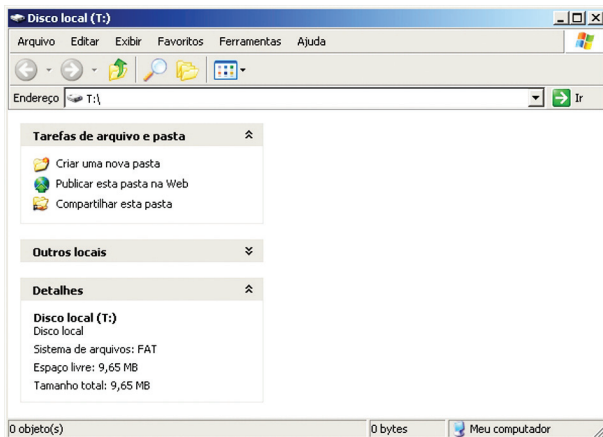 Disco local (T:)
Arquivo Editar Exibir Favoritos Ferramentas Ajuda
Endereço T:\ Ir
Tarefas de arquivo e pasta
Criar uma nova pasta
Publicar esta pasta na Web
Compartilhar esta pasta
Outros locais
Detalhes
Disco local (T:)
Disco local
Sistema de arquivos: FAT
Espaço livre: 9,65 MB
Tamanho total: 9,65 MB
0 objeto(s) 0 bytes Meu computador